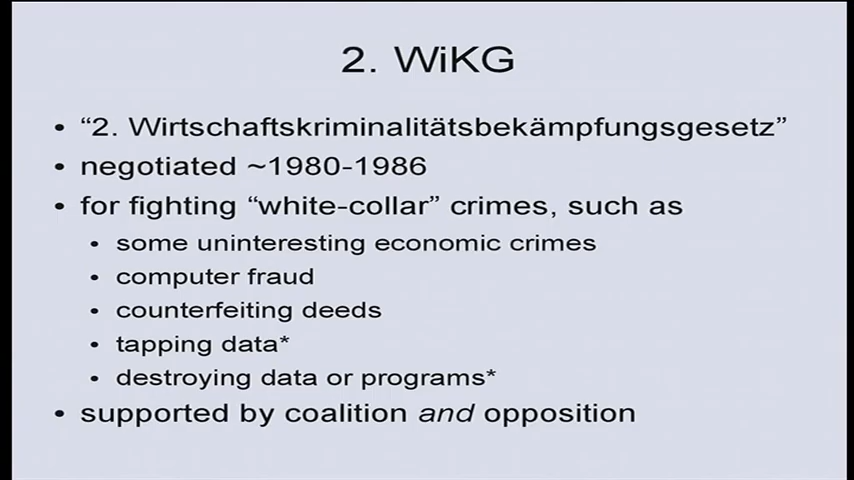 2. WiKG
• “2. Wirtschaftskriminalitätsbekämpfungsgesetz”
• negotiated ~1980-1986
• for fighting “white-collar” crimes, such as
• some uninteresting economic crimes
• computer fraud
• counterfeiting deeds
• tapping data*
• destroying data or programs*
• supported by coalition and opposition